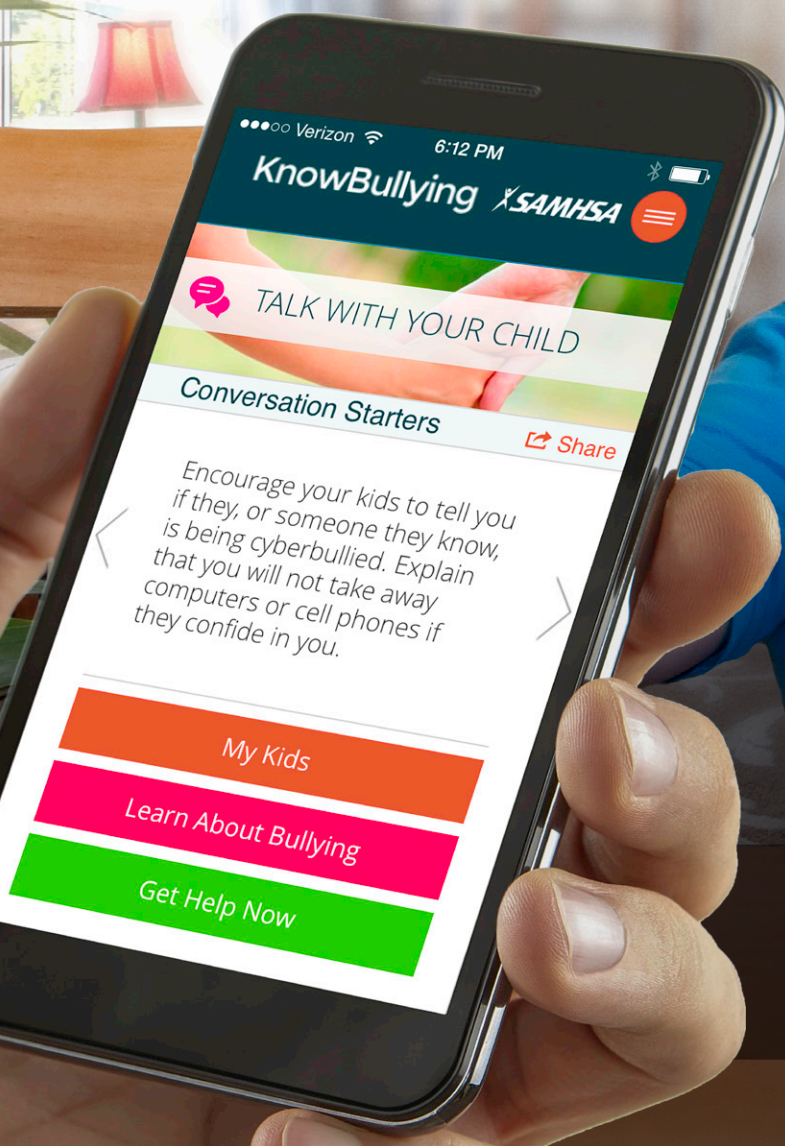 Verizon
6:12 PM
KnowBullying
SAMHSA
TALK WITH YOUR CHILD
Conversation Starters
Share
Encourage your kids to tell you
if they, or someone they know,
is being cyberbullied. Explain
that you will not take away
computers or cell phones if
they confide in you.
My Kids
Learn About Bullying
Get Help Now